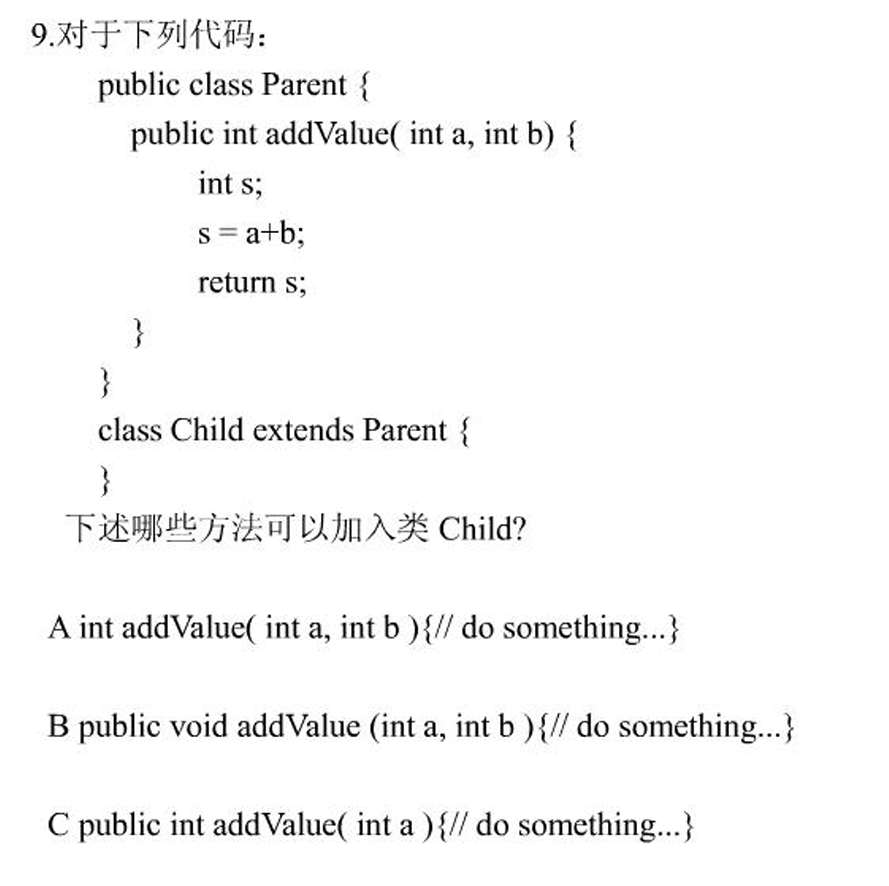 9.对于下列代码：
public class Parent {
public int addValue( int a, int b) {
int s;
s = a+b;
return s;
}
}
class Child extends Parent {
}
下述哪些方法可以加入类 Child?
A int addValue( int a, int b ){// do something...}
B public void addValue (int a, int b ){// do something...}
C public int addValue( int a ){// do something...}